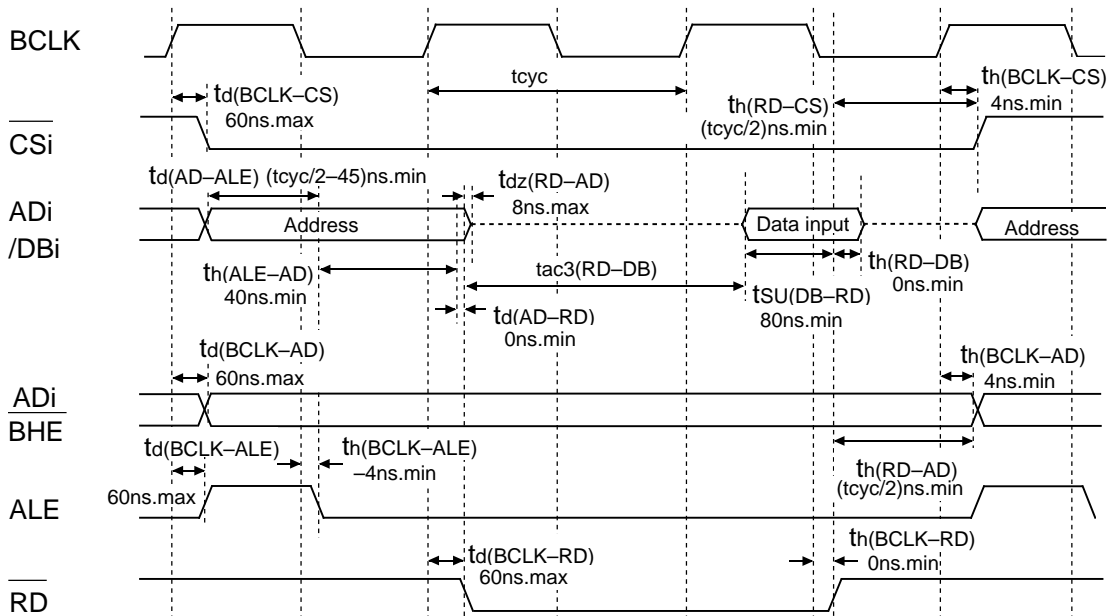 BCLK
tcyc
td(BCLK–CS)
60ns.max
th(RD–CS)
(tcyc/2)ns.min
th(BCLK–CS)
4ns.min
CSi
td(AD–ALE) (tcyc/2–45)ns.min
tdz(RD–AD)
8ns.max
ADi
/DBi
Address
Data input
Address
th(ALE–AD)
40ns.min
tac3(RD–DB)
th(RD–DB)
0ns.min
tSU(DB–RD)
80ns.min
td(AD–RD)
0ns.min
td(BCLK–AD)
60ns.max
th(BCLK–AD)
4ns.min
ADi
BHE
td(BCLK–ALE)
60ns.max
th(BCLK–ALE)
–4ns.min
th(RD–AD)
(tcyc/2)ns.min
ALE
td(BCLK–RD)
60ns.max
th(BCLK–RD)
0ns.min
RD